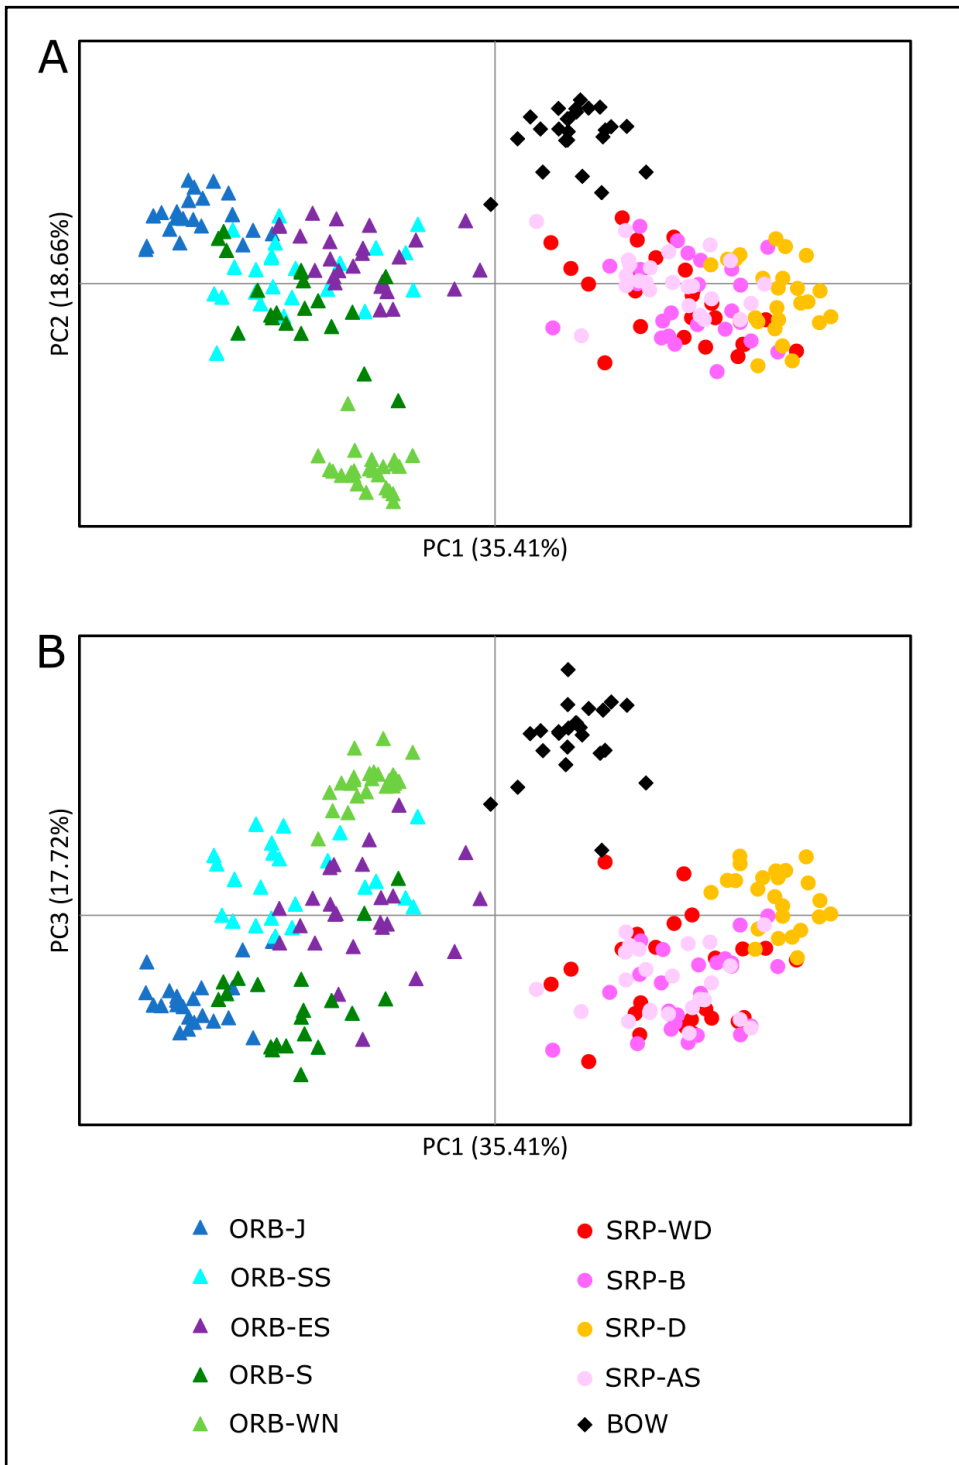 A
PC2 (18.66%)
PC1 (35.41%)
B
PC3 (17.72%)
PC1 (35.41%)
ORB-J
ORB-SS
ORB-ES
ORB-S
ORB-WN
SRP-WD
SRP-B
SRP-D
SRP-AS
BOW